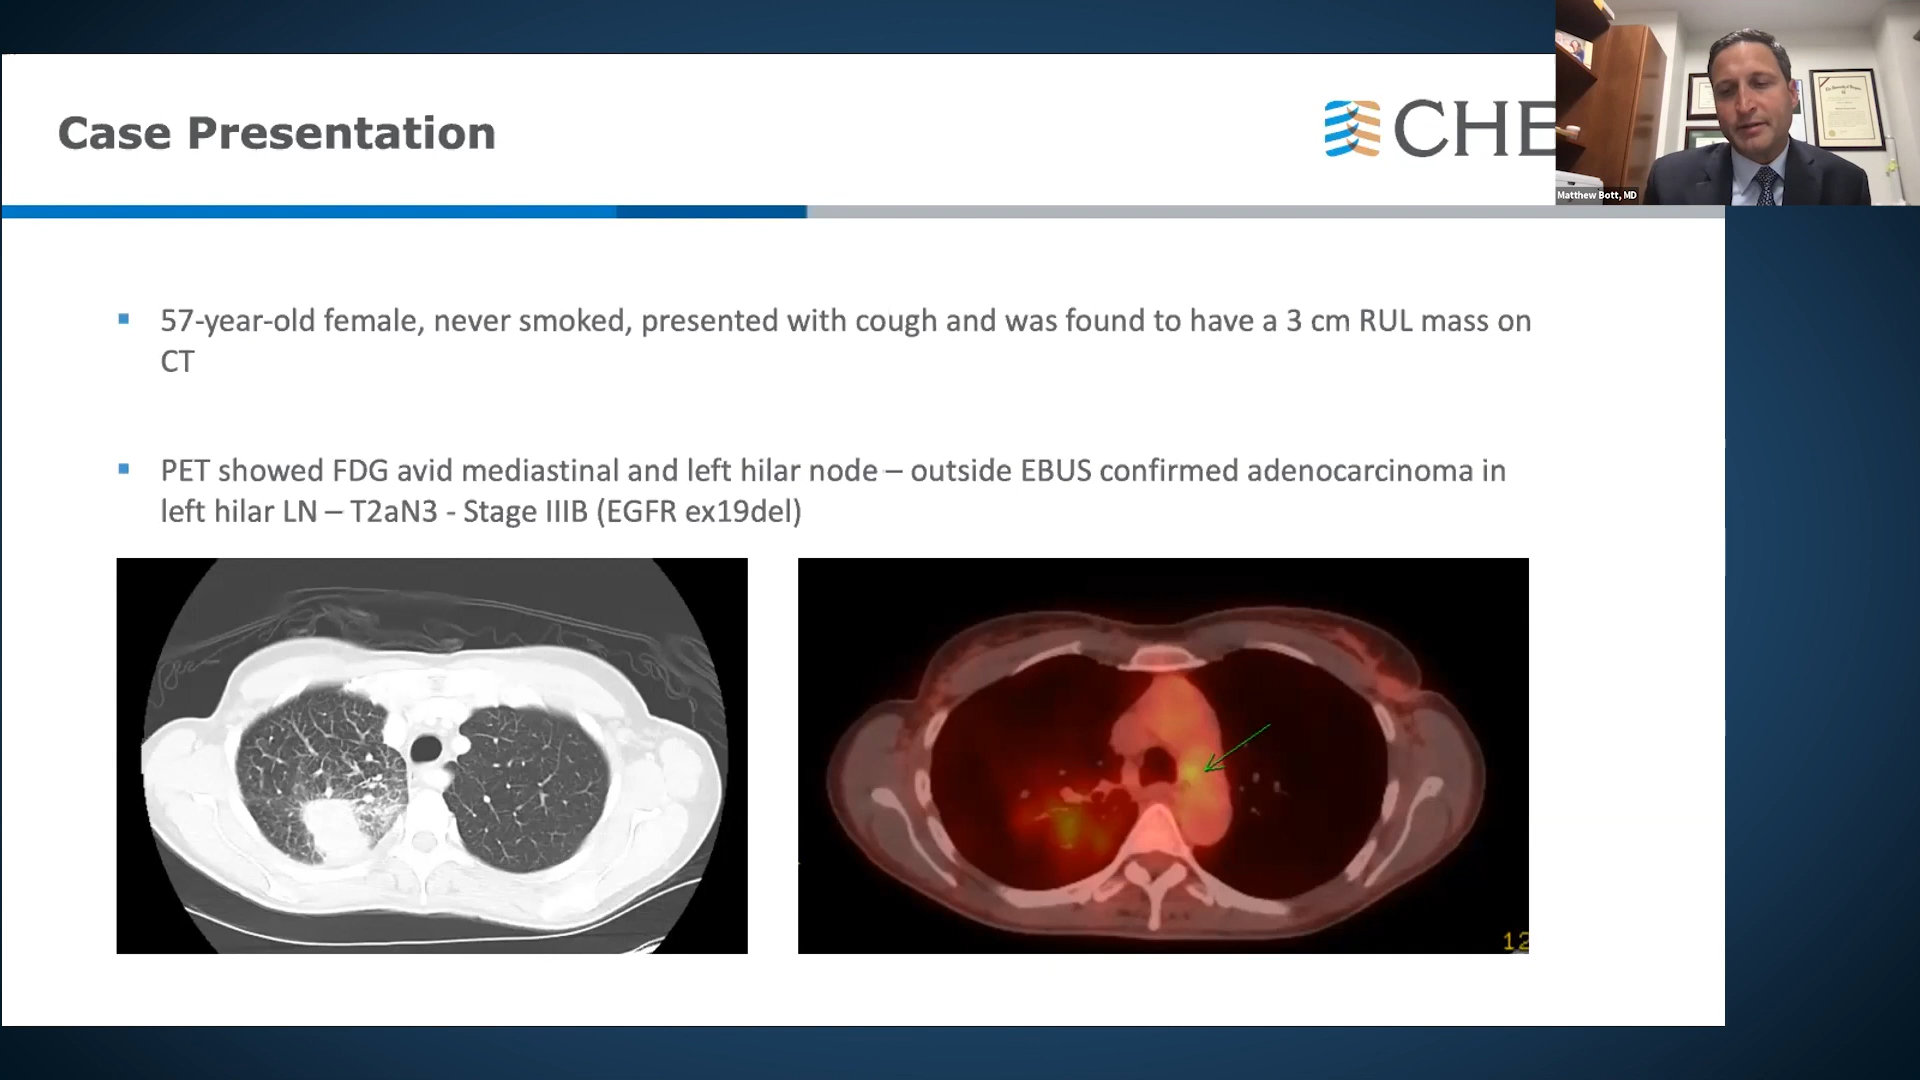 Case Presentation
CHE
Matthew Bott, MD
57-year-old female, never smoked, presented with cough and was found to have a 3 cm RUL mass on
CT
PET showed FDG avid mediastinal and left hilar node – outside EBUS confirmed adenocarcinoma in
left hilar LN – T2aN3 - Stage IIIB (EGFR ex19del)
12